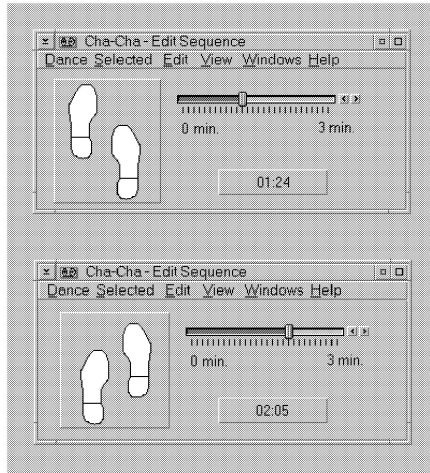 Cha-Cha - Edit Sequence
Dance Selected Edit View Windows Help
0 min. 3 min.
01:24
Cha-Cha - Edit Sequence
Dance Selected Edit View Windows Help
0 min. 3 min.
02:05